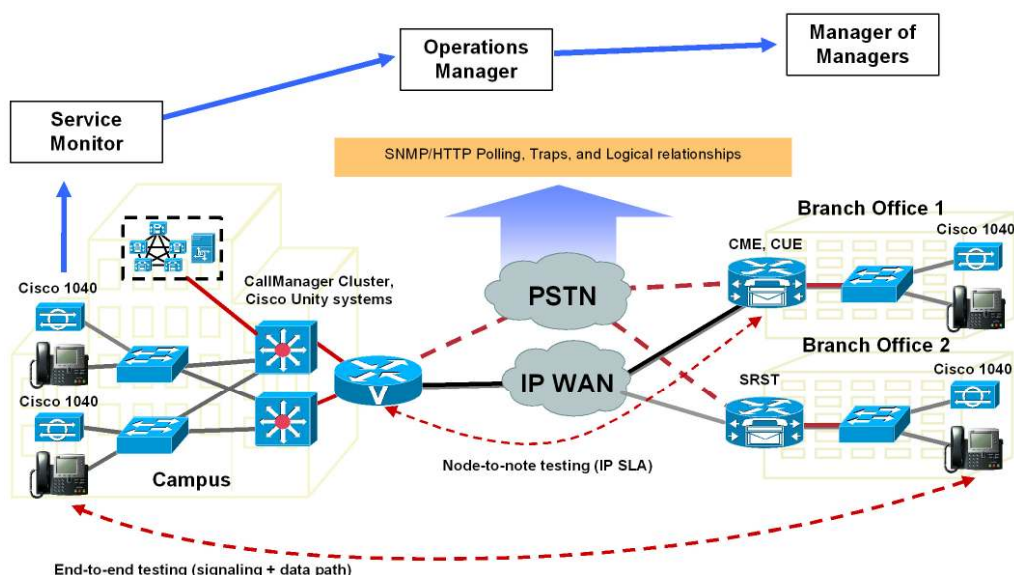 Manager of
Managers
Operations
Manager
Service
Monitor
SNMP/HTTP Polling, Traps, and Logical relationships
Branch Office 1
Cisco 1040
CME, CUE
Cisco 1040
CallManager Cluster,
Cisco Unity systems
PSTN
Branch Office 2
Cisco 1040
SRST
IP WAN
V
Cisco 1040
Node-to-note testing (IP SLA)
Campus
End-to-end testing (signaling + data path)